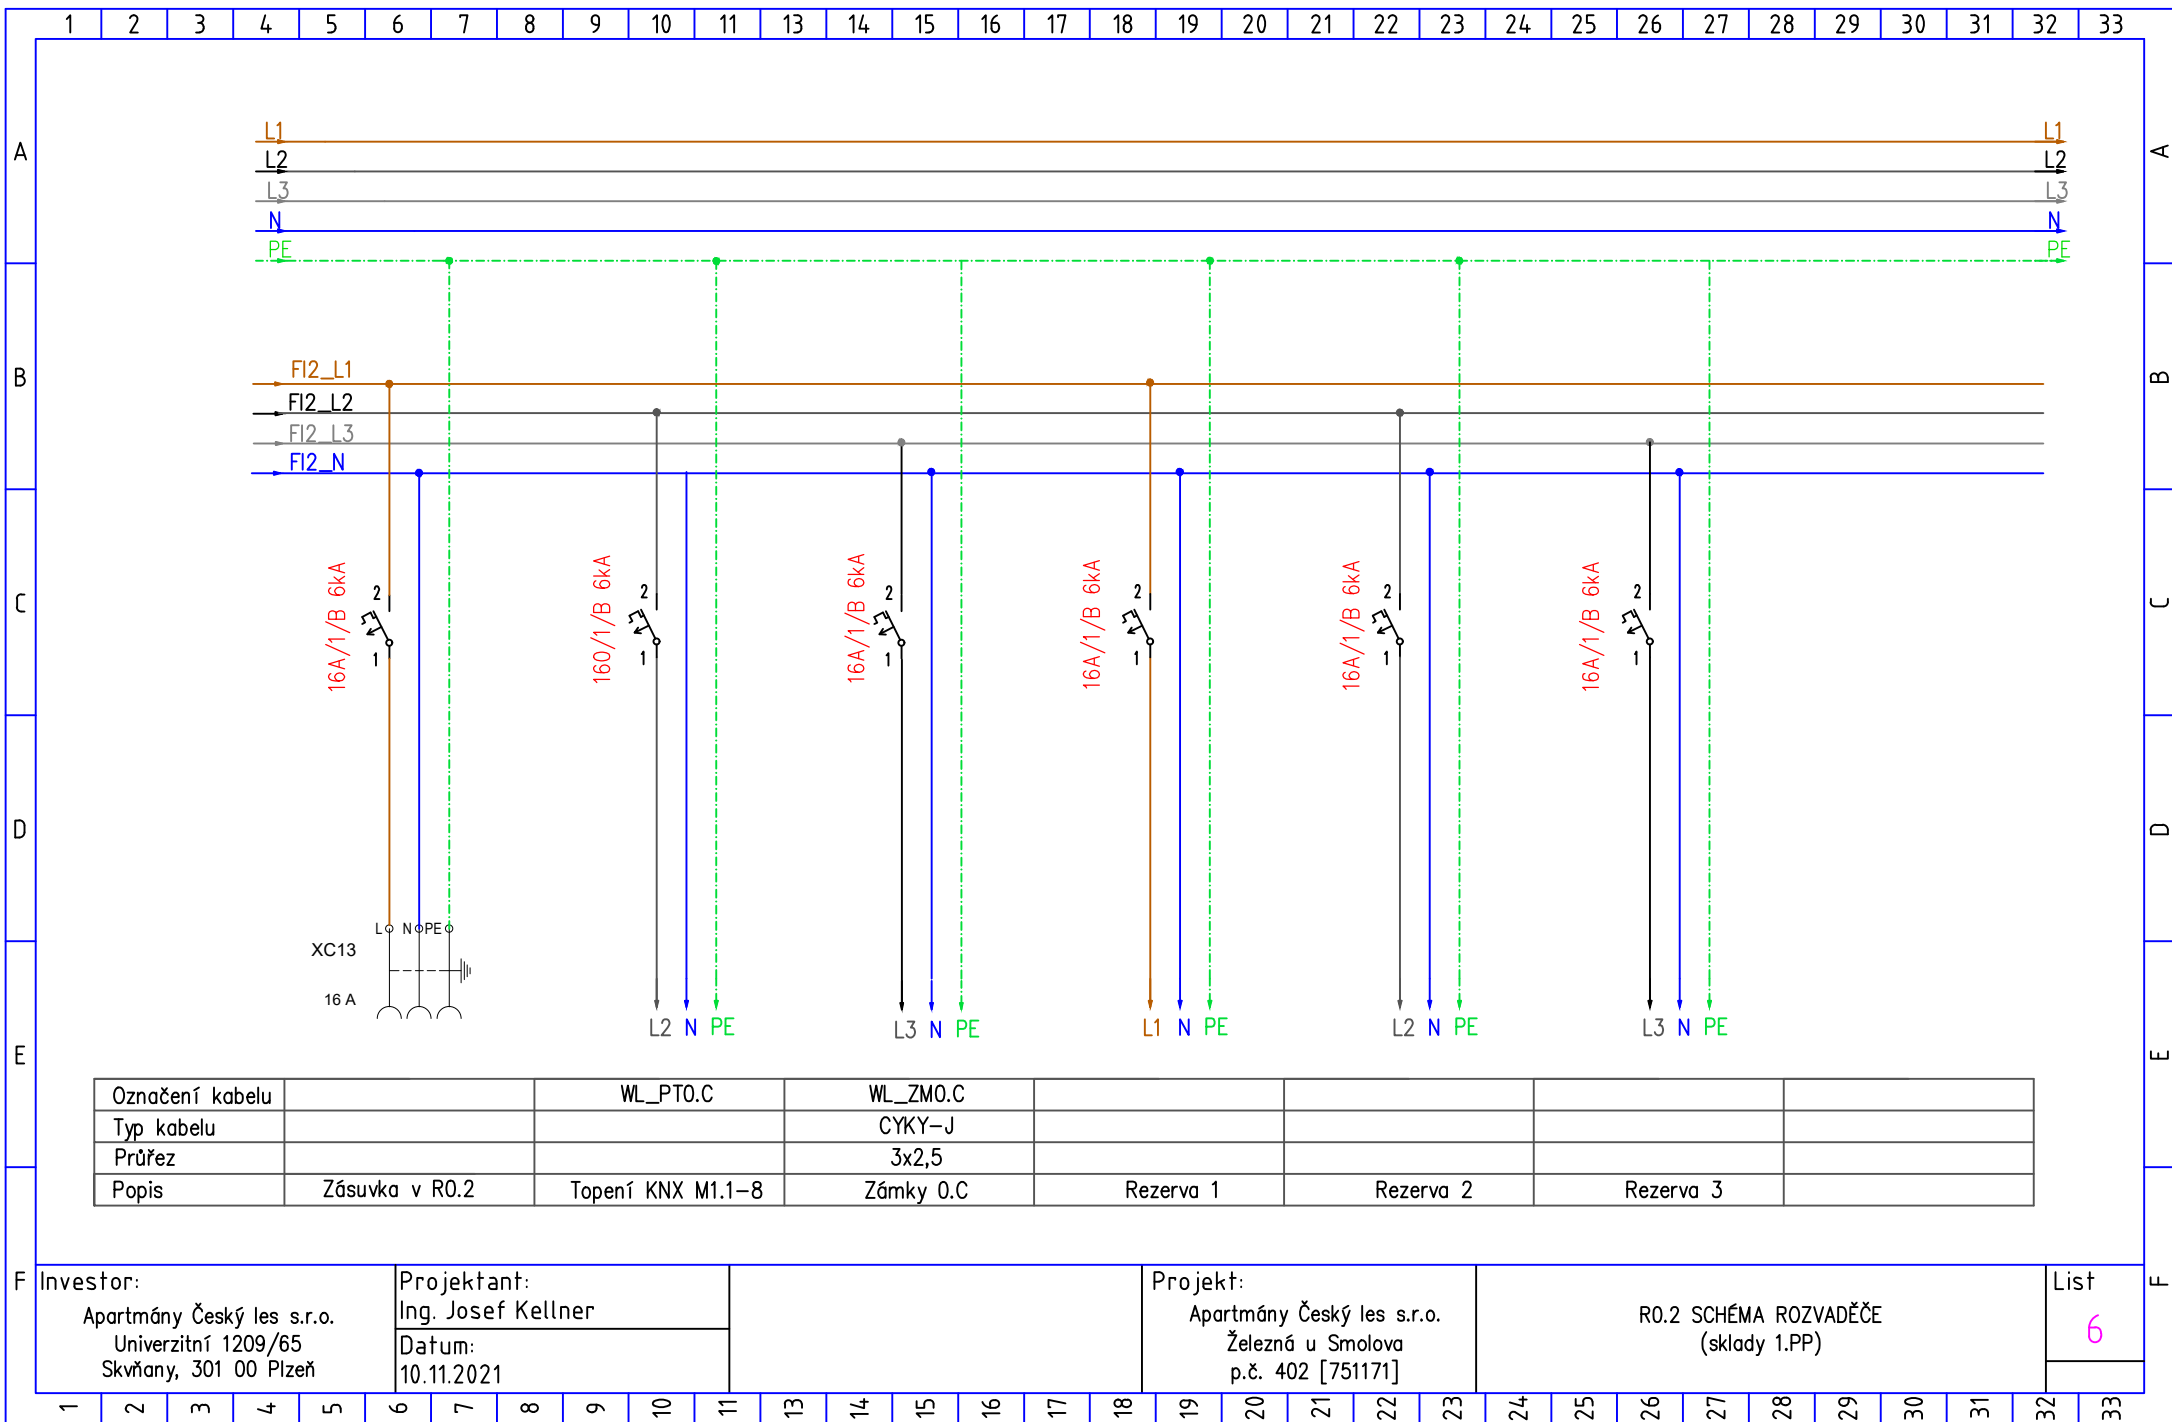 1 2 3 4 5 6 7 8 9 10 11 13 14 15 16 17 18 19 20 21 22 23 24 25 26 27 28 29 30 31 32 33
A A
L1 L1
L2 L2
L3 L3
N N
PE PE
B B
FI2_L1
FI2_L2
FI2_L3
FI2_N
C C
16A/1/B 6kA 2 1
160/1/B 6kA 2 1
16A/1/B 6kA 2 1
16A/1/B 6kA 2 1
16A/1/B 6kA 2 1
16A/1/B 6kA 2 1
D D
L N PE
XC13
16 A
L2 N PE L3 N PE L1 N PE L2 N PE L3 N PE
E E
Označení kabelu WL_PT0.C WL_ZM0.C
Typ kabelu CYKY-J
Průřez 3x2,5
Popis Zásuvka v R0.2 Topení KNX M1.1-8 Zámky 0.C Rezerva 1 Rezerva 2 Rezerva 3
F F
Investor:
Apartmány Český les s.r.o.
Univerzitní 1209/65
Skvňany, 301 00 Plzeň
Projektant:
Ing. Josef Kellner
Datum:
10.11.2021
Projekt:
Apartmány Český les s.r.o.
Železná u Smolova
p.č. 402 [751171]
R0.2 SCHÉMA ROZVADĚČE
(sklady 1.PP)
List
6
1 2 3 4 5 6 7 8 9 10 11 13 14 15 16 17 18 19 20 21 22 23 24 25 26 27 28 29 30 31 32 33